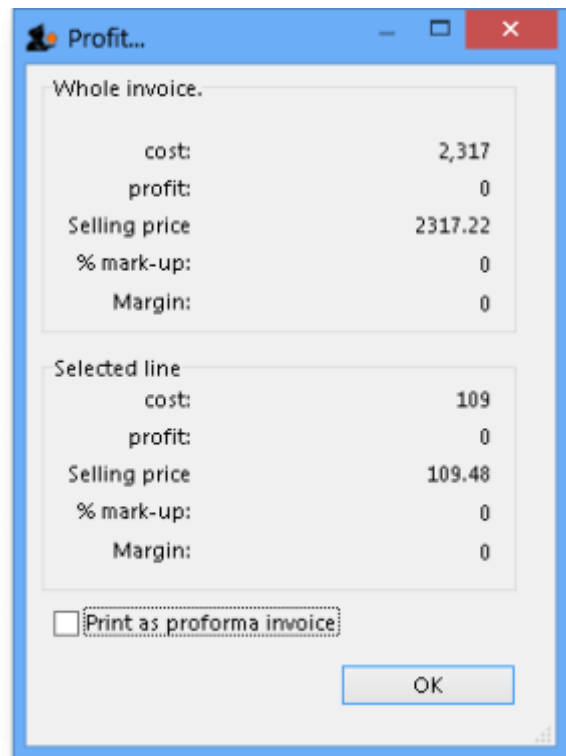 Profit...
Whole invoice.
cost: 2,317
profit: 0
Selling price 2317.22
% mark-up: 0
Margin: 0
Selected line
cost: 109
profit: 0
Selling price 109.48
% mark-up: 0
Margin: 0
Print as proforma invoice
OK